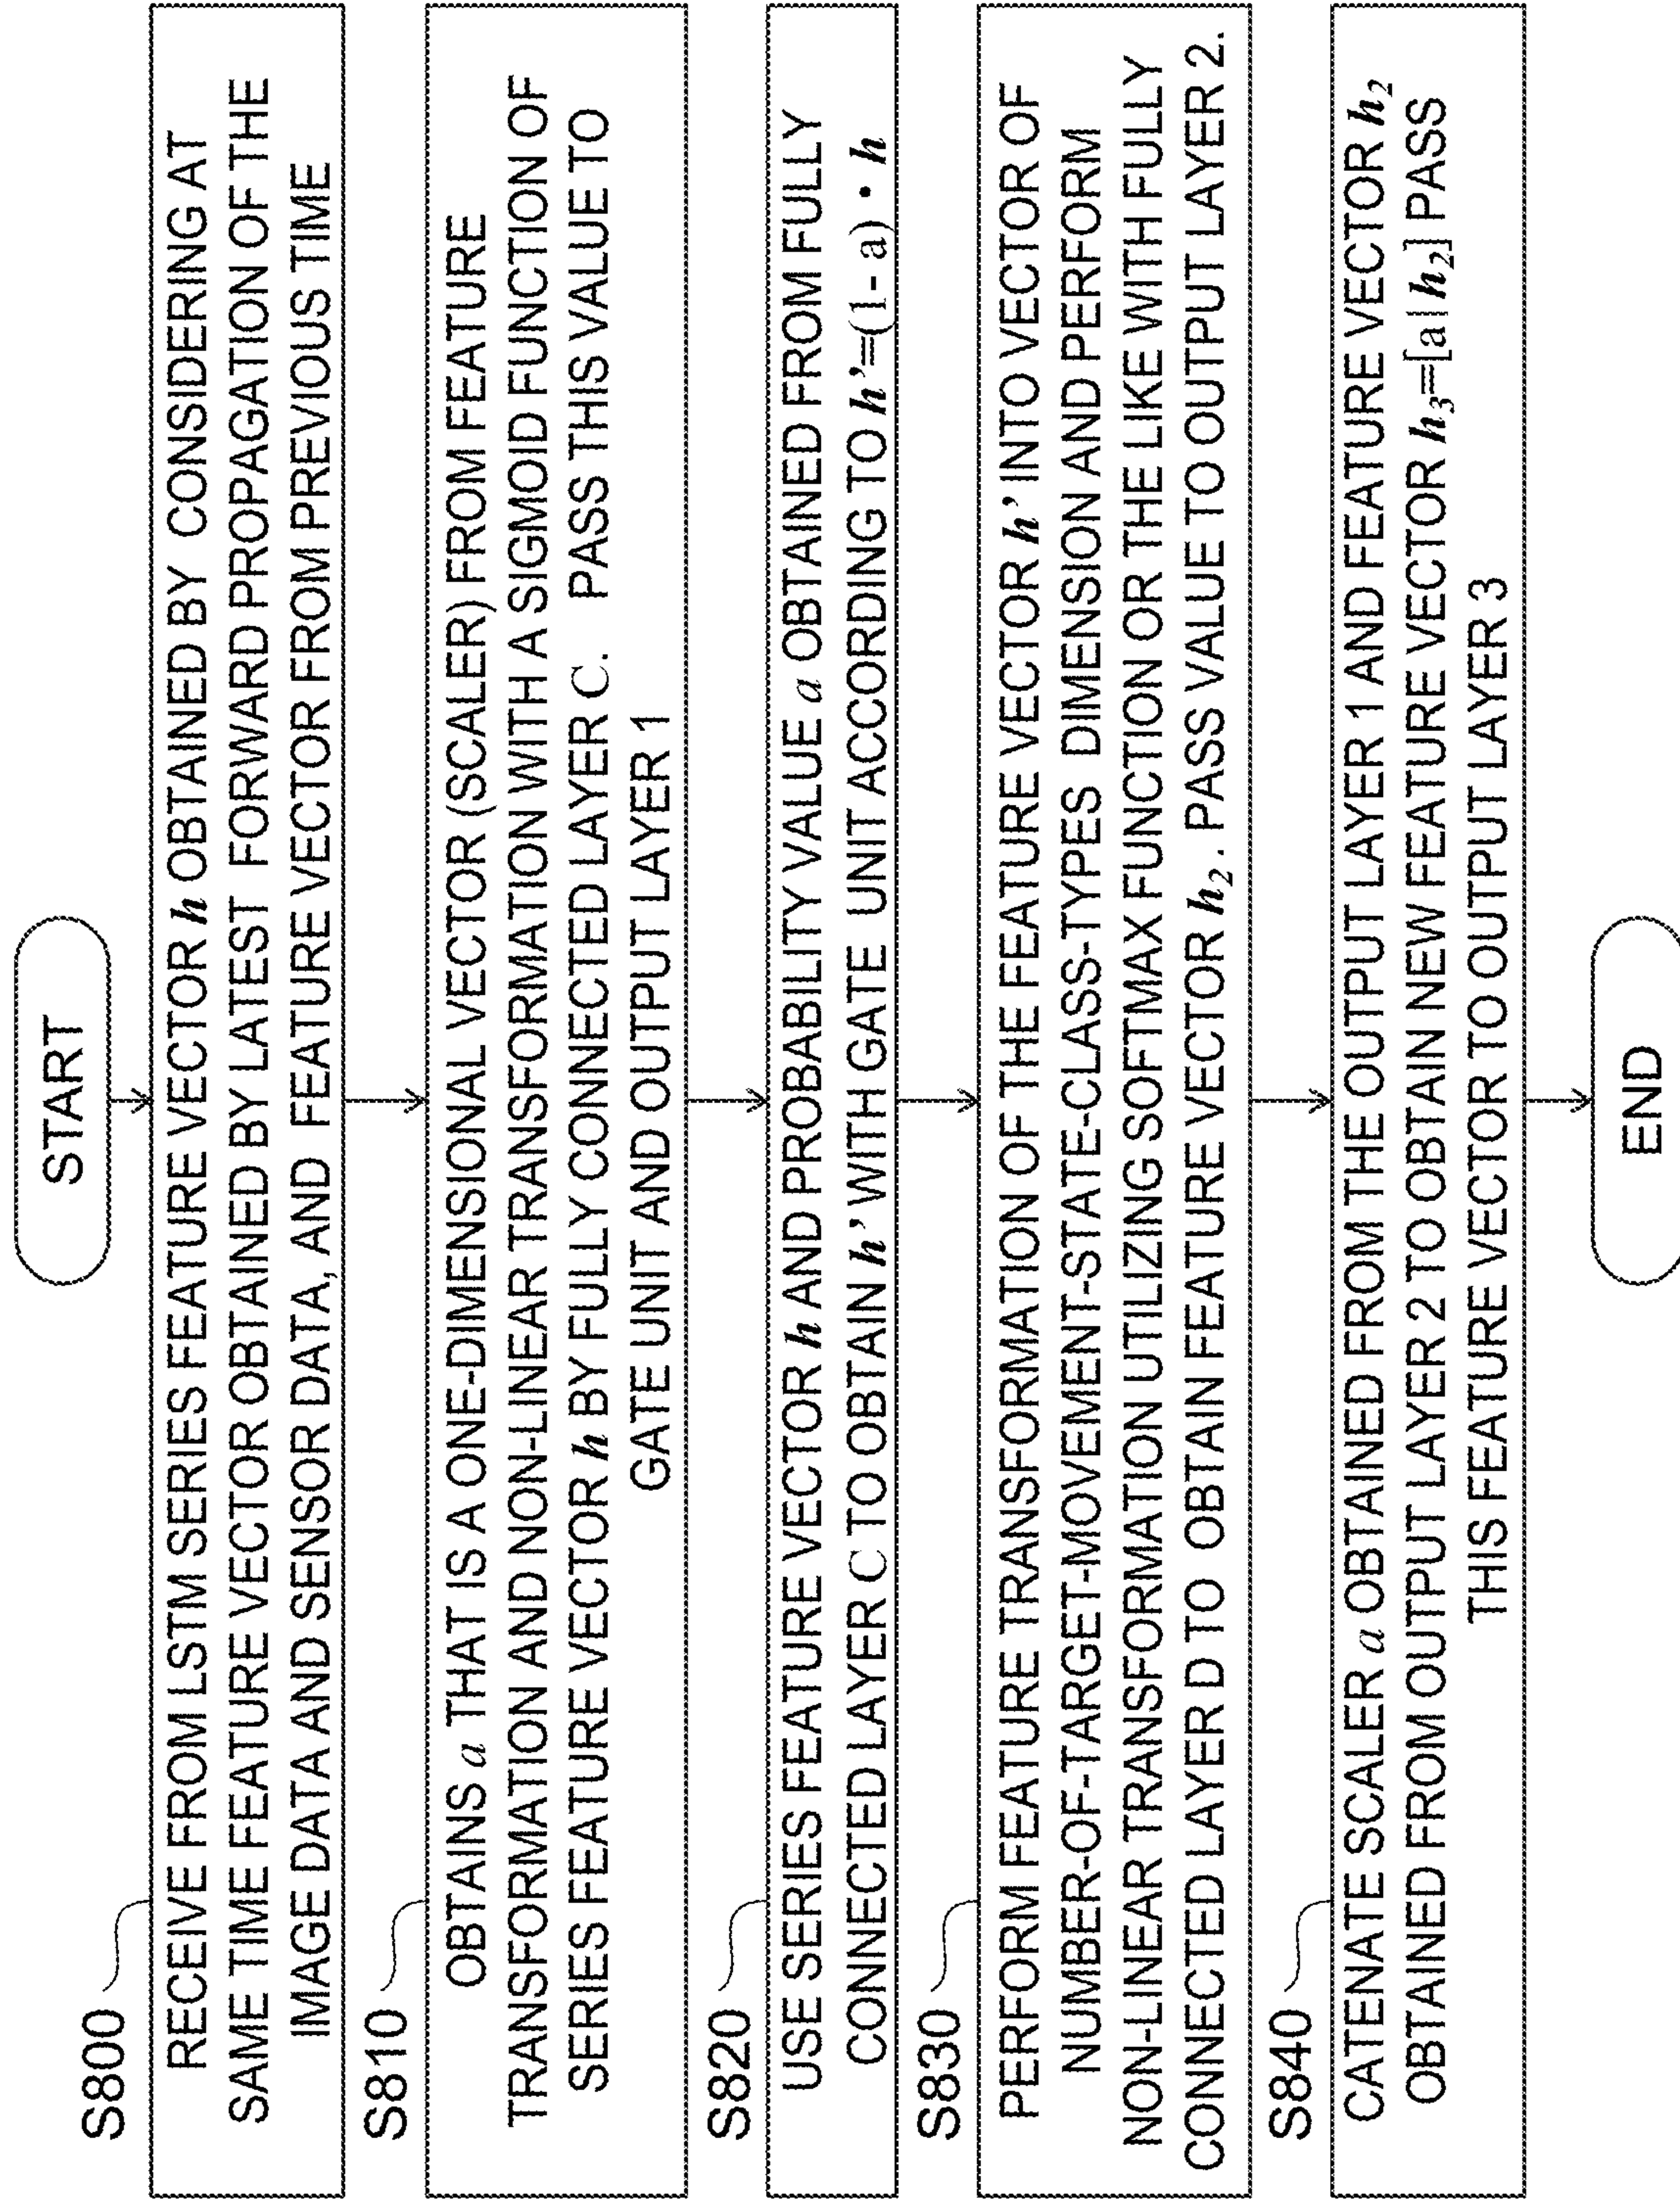 START
S800
RECEIVE FROM LSTM SERIES FEATURE VECTOR h OBTAINED BY CONSIDERING AT
SAME TIME FEATURE VECTOR OBTAINED BY LATEST FORWARD PROPAGATION OF THE
IMAGE DATA AND SENSOR DATA, AND FEATURE VECTOR FROM PREVIOUS TIME
S810
OBTAINS a THAT IS A ONE-DIMENSIONAL VECTOR (SCALER) FROM FEATURE
TRANSFORMATION AND NON-LINEAR TRANSFORMATION WITH A SIGMOID FUNCTION OF
SERIES FEATURE VECTOR h BY FULLY CONNECTED LAYER C. PASS THIS VALUE TO
GATE UNIT AND OUTPUT LAYER 1
S820
USE SERIES FEATURE VECTOR h AND PROBABILITY VALUE a OBTAINED FROM FULLY
CONNECTED LAYER C TO OBTAIN h' WITH GATE UNIT ACCORDING TO h'=(1- a) • h
S830
PERFORM FEATURE TRANSFORMATION OF THE FEATURE VECTOR h' INTO VECTOR OF
NUMBER-OF-TARGET-MOVEMENT-STATE-CLASS-TYPES DIMENSION AND PERFORM
NON-LINEAR TRANSFORMATION UTILIZING SOFTMAX FUNCTION OR THE LIKE WITH FULLY
CONNECTED LAYER D TO OBTAIN FEATURE VECTOR h2. PASS VALUE TO OUTPUT LAYER 2.
S840
CATENATE SCALER a OBTAINED FROM THE OUTPUT LAYER 1 AND FEATURE VECTOR h2
OBTAINED FROM OUTPUT LAYER 2 TO OBTAIN NEW FEATURE VECTOR h3=[a| h2] PASS
THIS FEATURE VECTOR TO OUTPUT LAYER 3
END